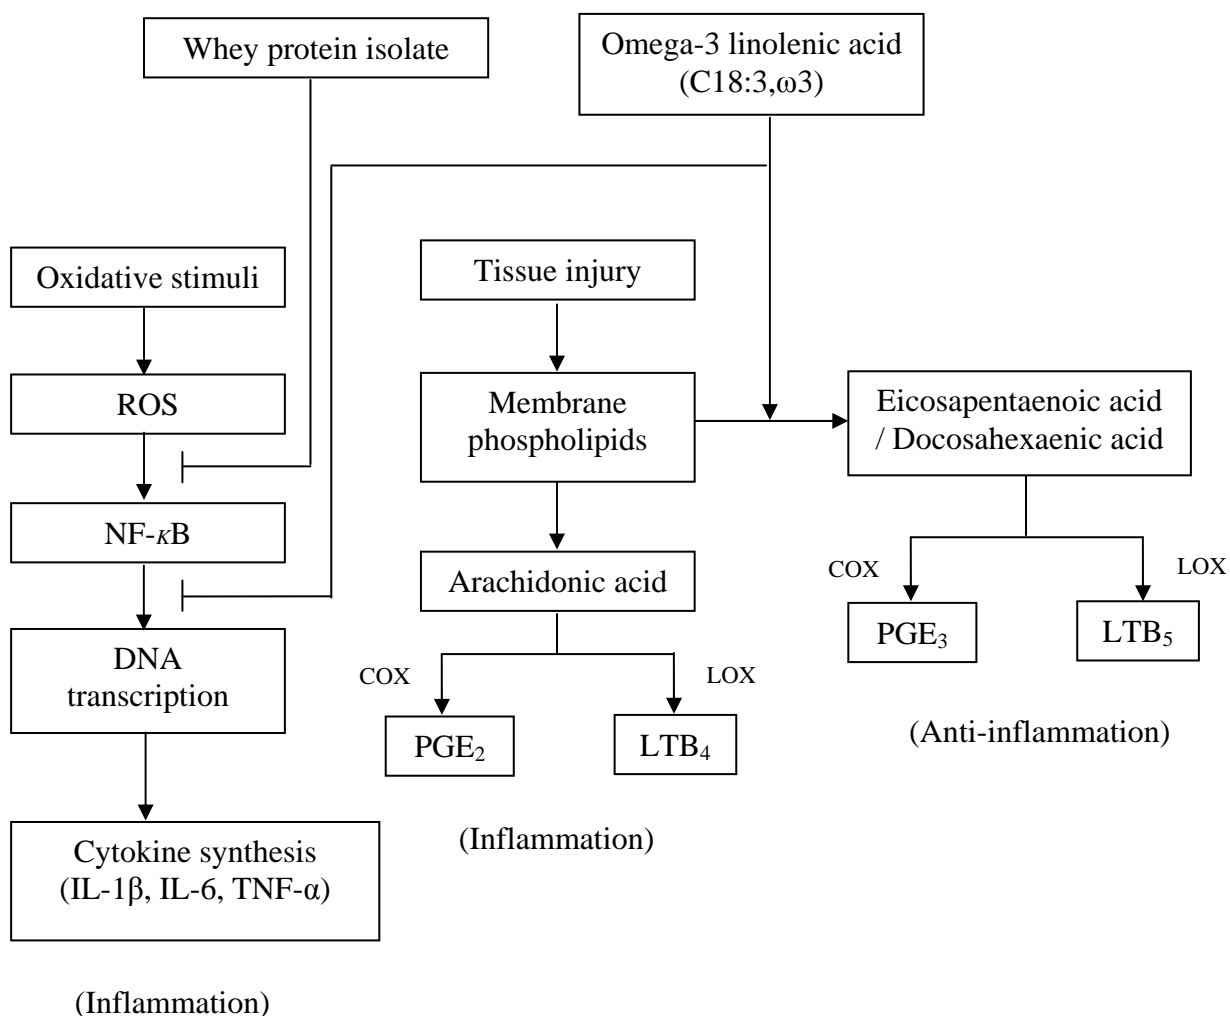 Whey protein isolate
Omega-3 linolenic acid
(C18:3,ω3)
Oxidative stimuli
Tissue injury
ROS
Membrane
phospholipids
Eicosapentaenoic acid
/ Docosahexaenic acid
NF-κB
Arachidonic acid
COX
LOX
PGE₃
LTB₅
DNA
transcription
COX
LOX
PGE₂
LTB₄
(Anti-inflammation)
Cytokine synthesis
(IL-1β, IL-6, TNF-α)
(Inflammation)
(Inflammation)